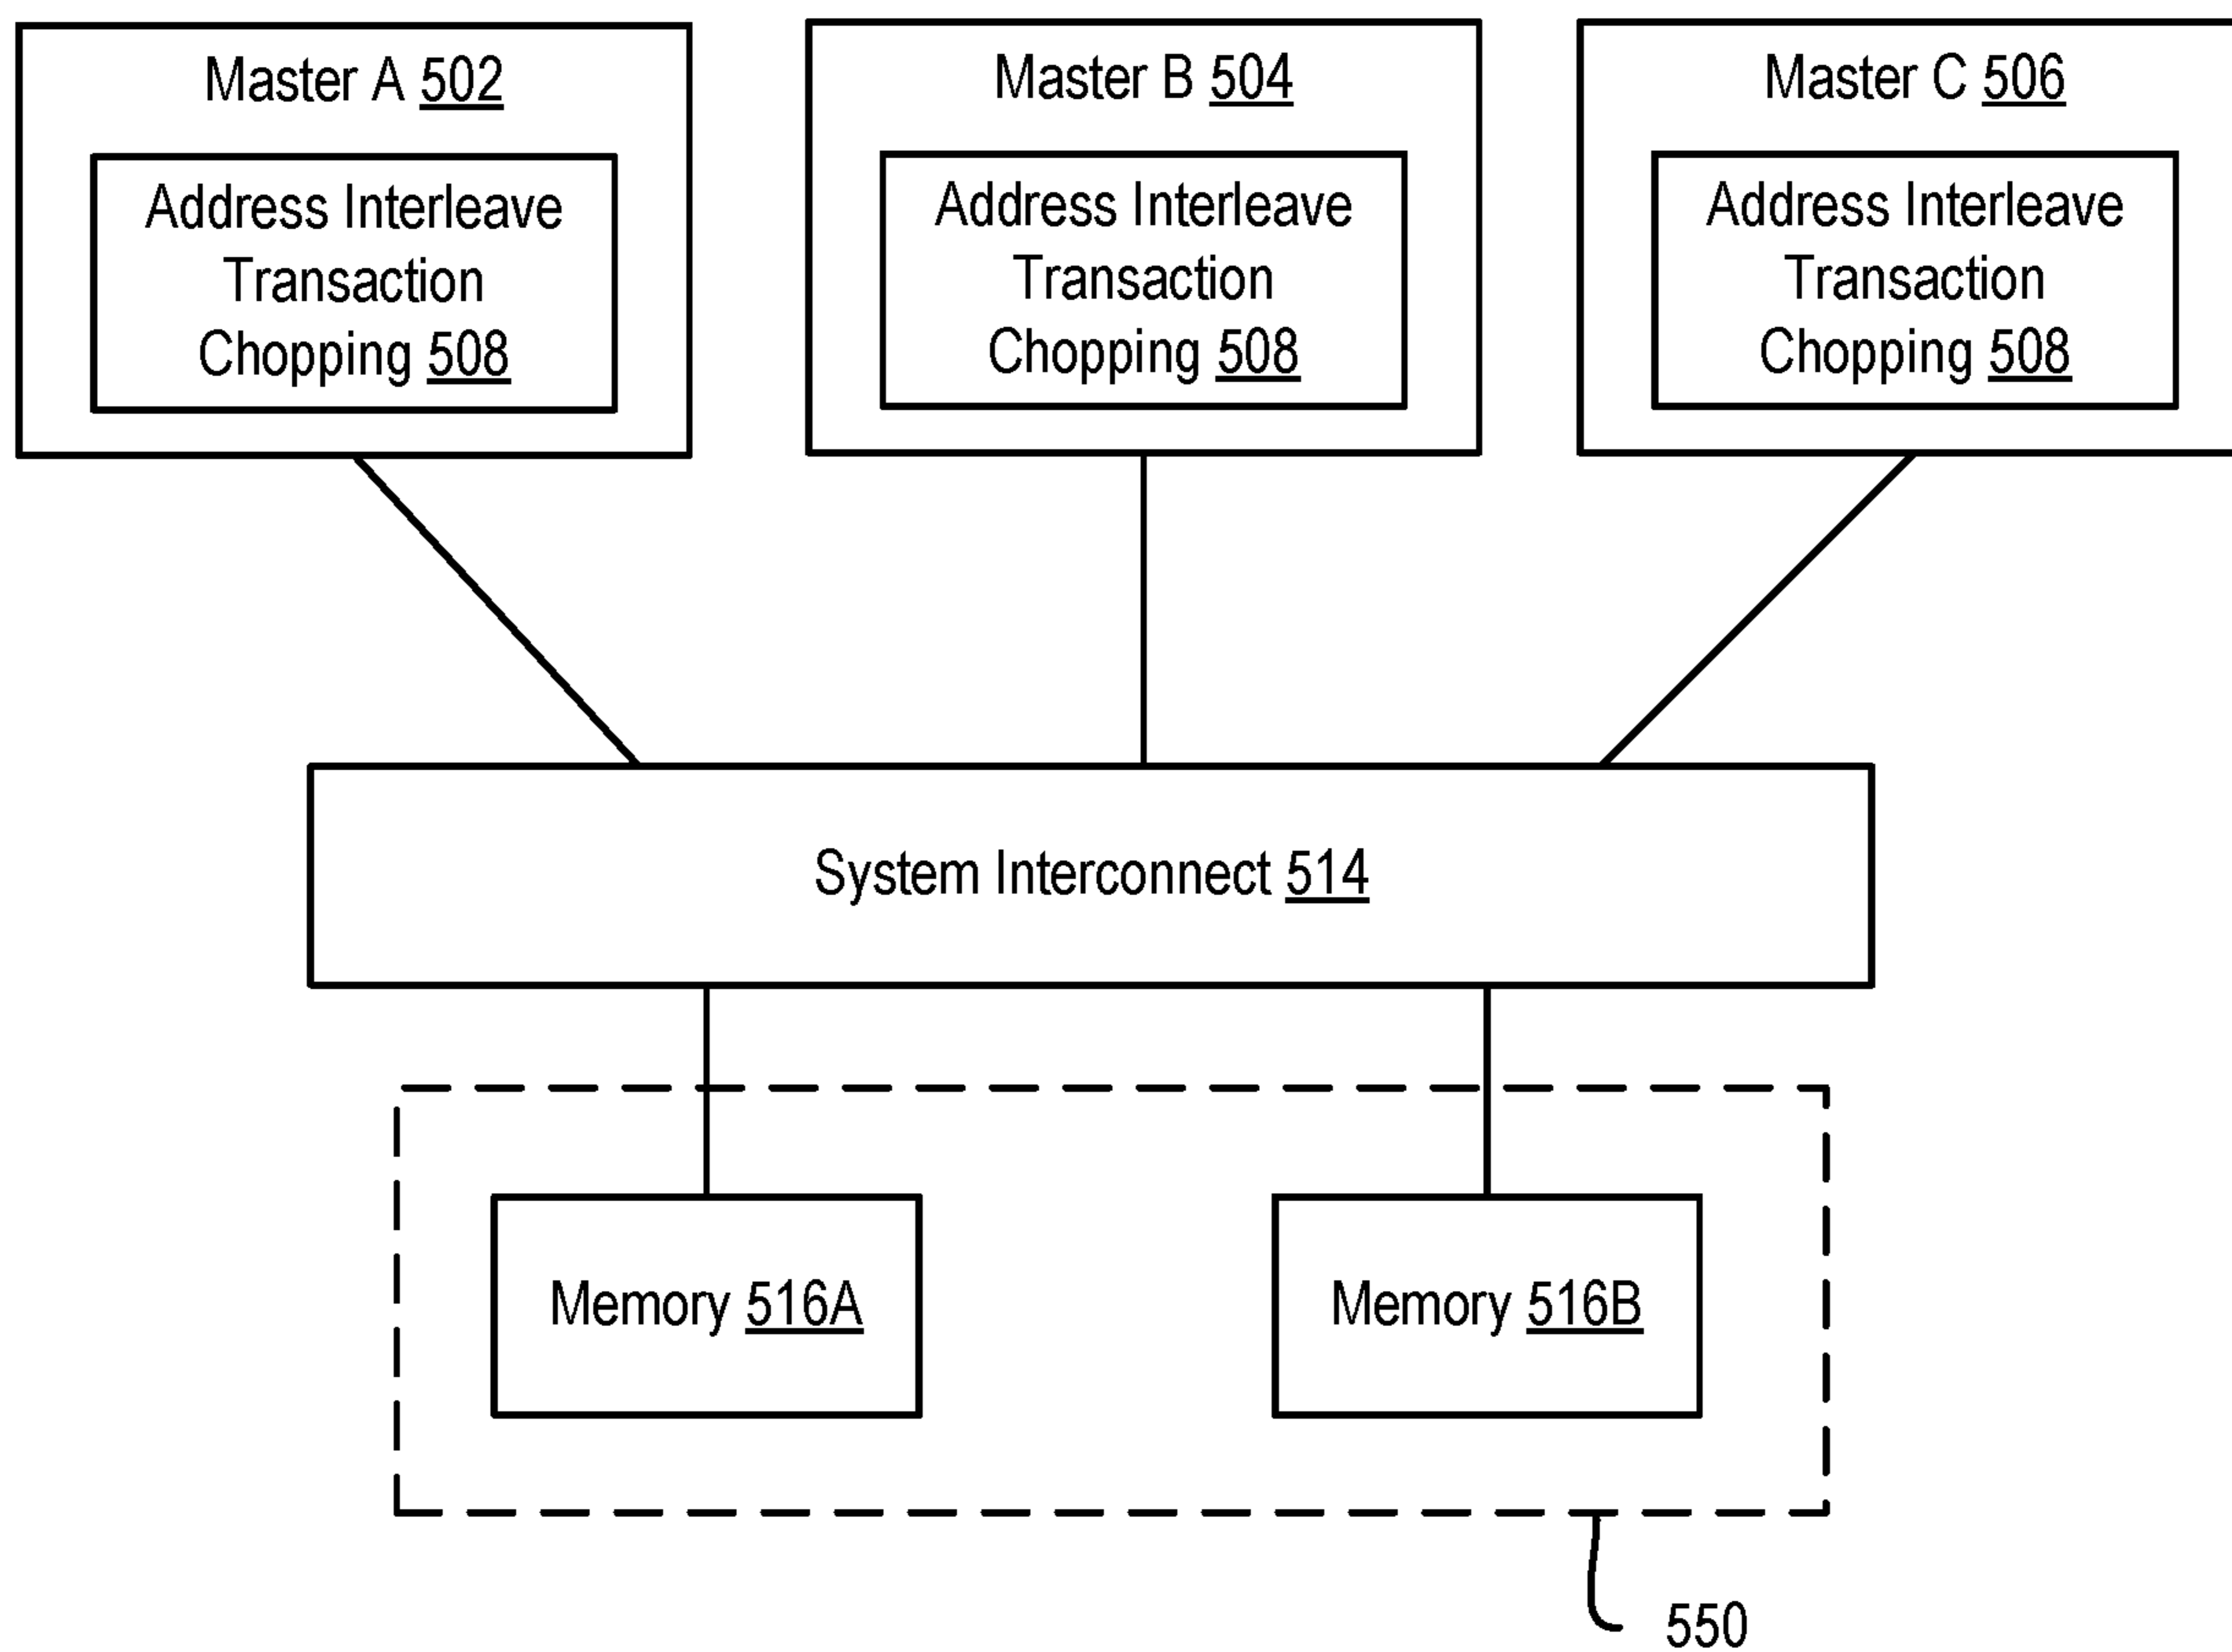 Master A 502
Address Interleave
Transaction
Chopping 508
Master B 504
Address Interleave
Transaction
Chopping 508
Master C 506
Address Interleave
Transaction
Chopping 508
System Interconnect 514
Memory 516A
Memory 516B
550